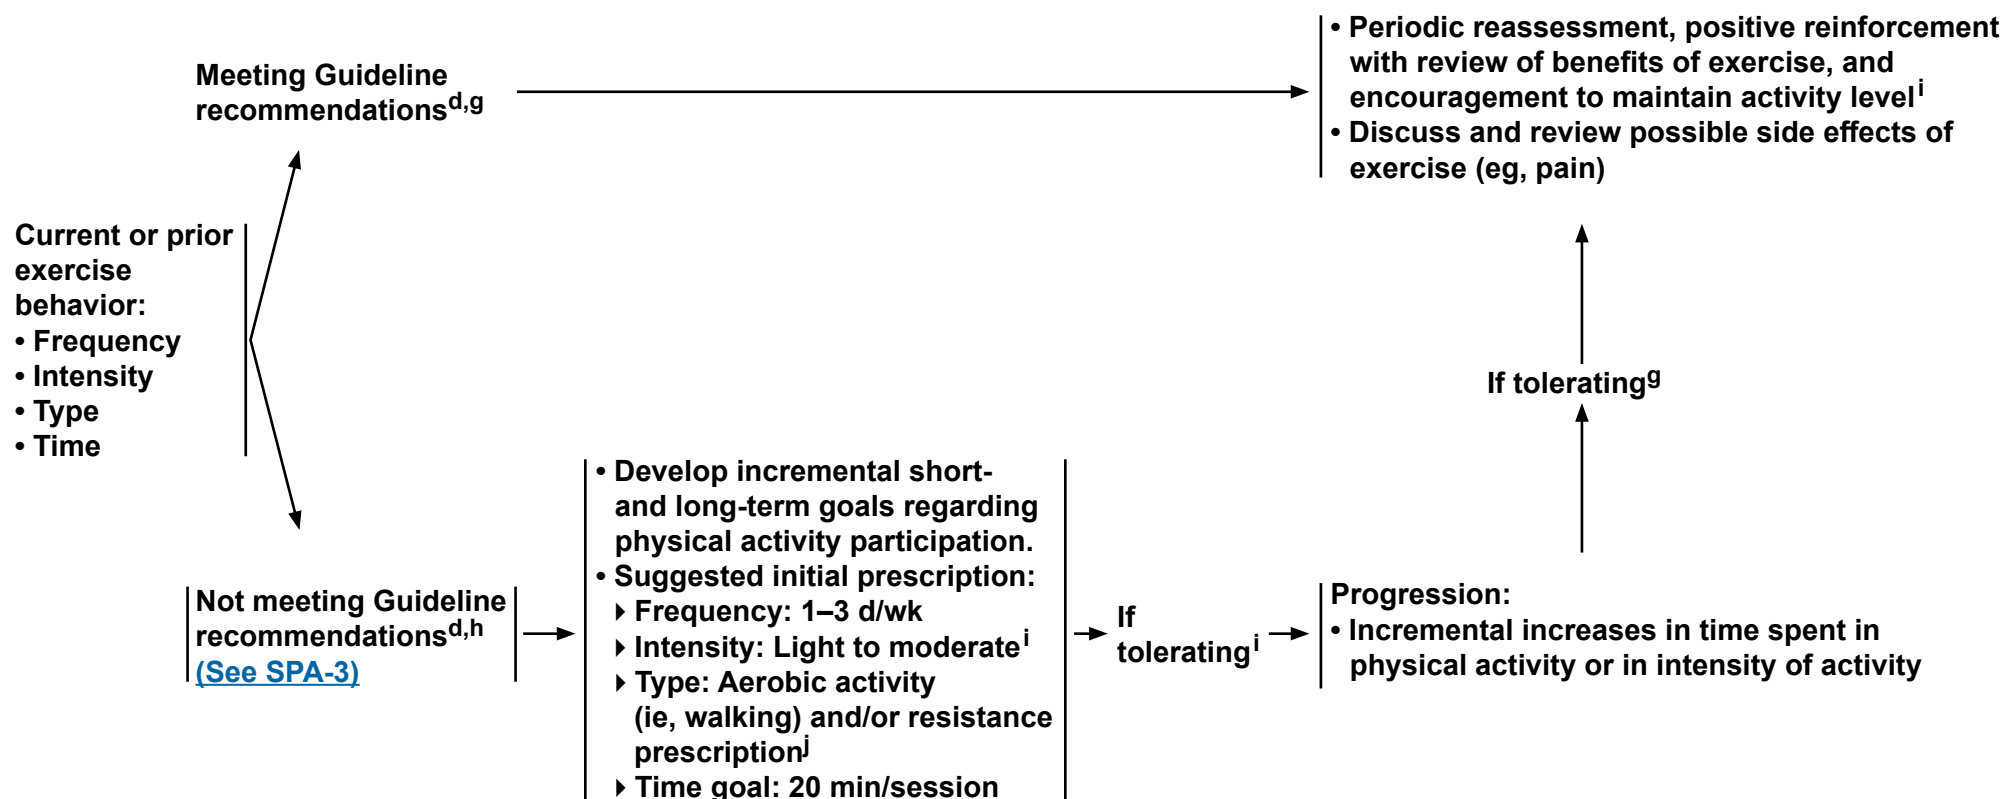 Meeting Guideline
recommendationsd,g
• Periodic reassessment, positive reinforcement
with review of benefits of exercise, and
encouragement to maintain activity leveli
• Discuss and review possible side effects of
exercise (eg, pain)
Current or prior
exercise
behavior:
• Frequency
• Intensity
• Type
• Time
If toleratingg
Not meeting Guideline
recommendationsd,h
(See SPA-3)
• Develop incremental short-
and long-term goals regarding
physical activity participation.
• Suggested initial prescription:
▸ Frequency: 1–3 d/wk
▸ Intensity: Light to moderatei
▸ Type: Aerobic activity
(ie, walking) and/or resistance
prescriptionj
▸ Time goal: 20 min/session
If
toleratingi
Progression:
• Incremental increases in time spent in
physical activity or in intensity of activity